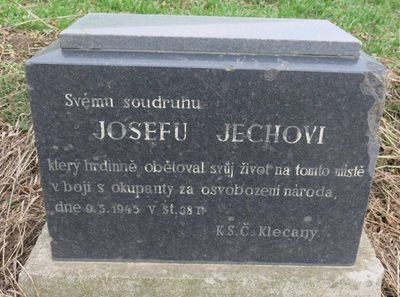 Svému soudruhu
JOSEFU JECHOVI
který hrdinně obětoval svůj život na tomto místě
v boji s okupanty za osvobození národa,
dne 9.5.1945 v st. 38 r.
K.S.Č. Klecany.